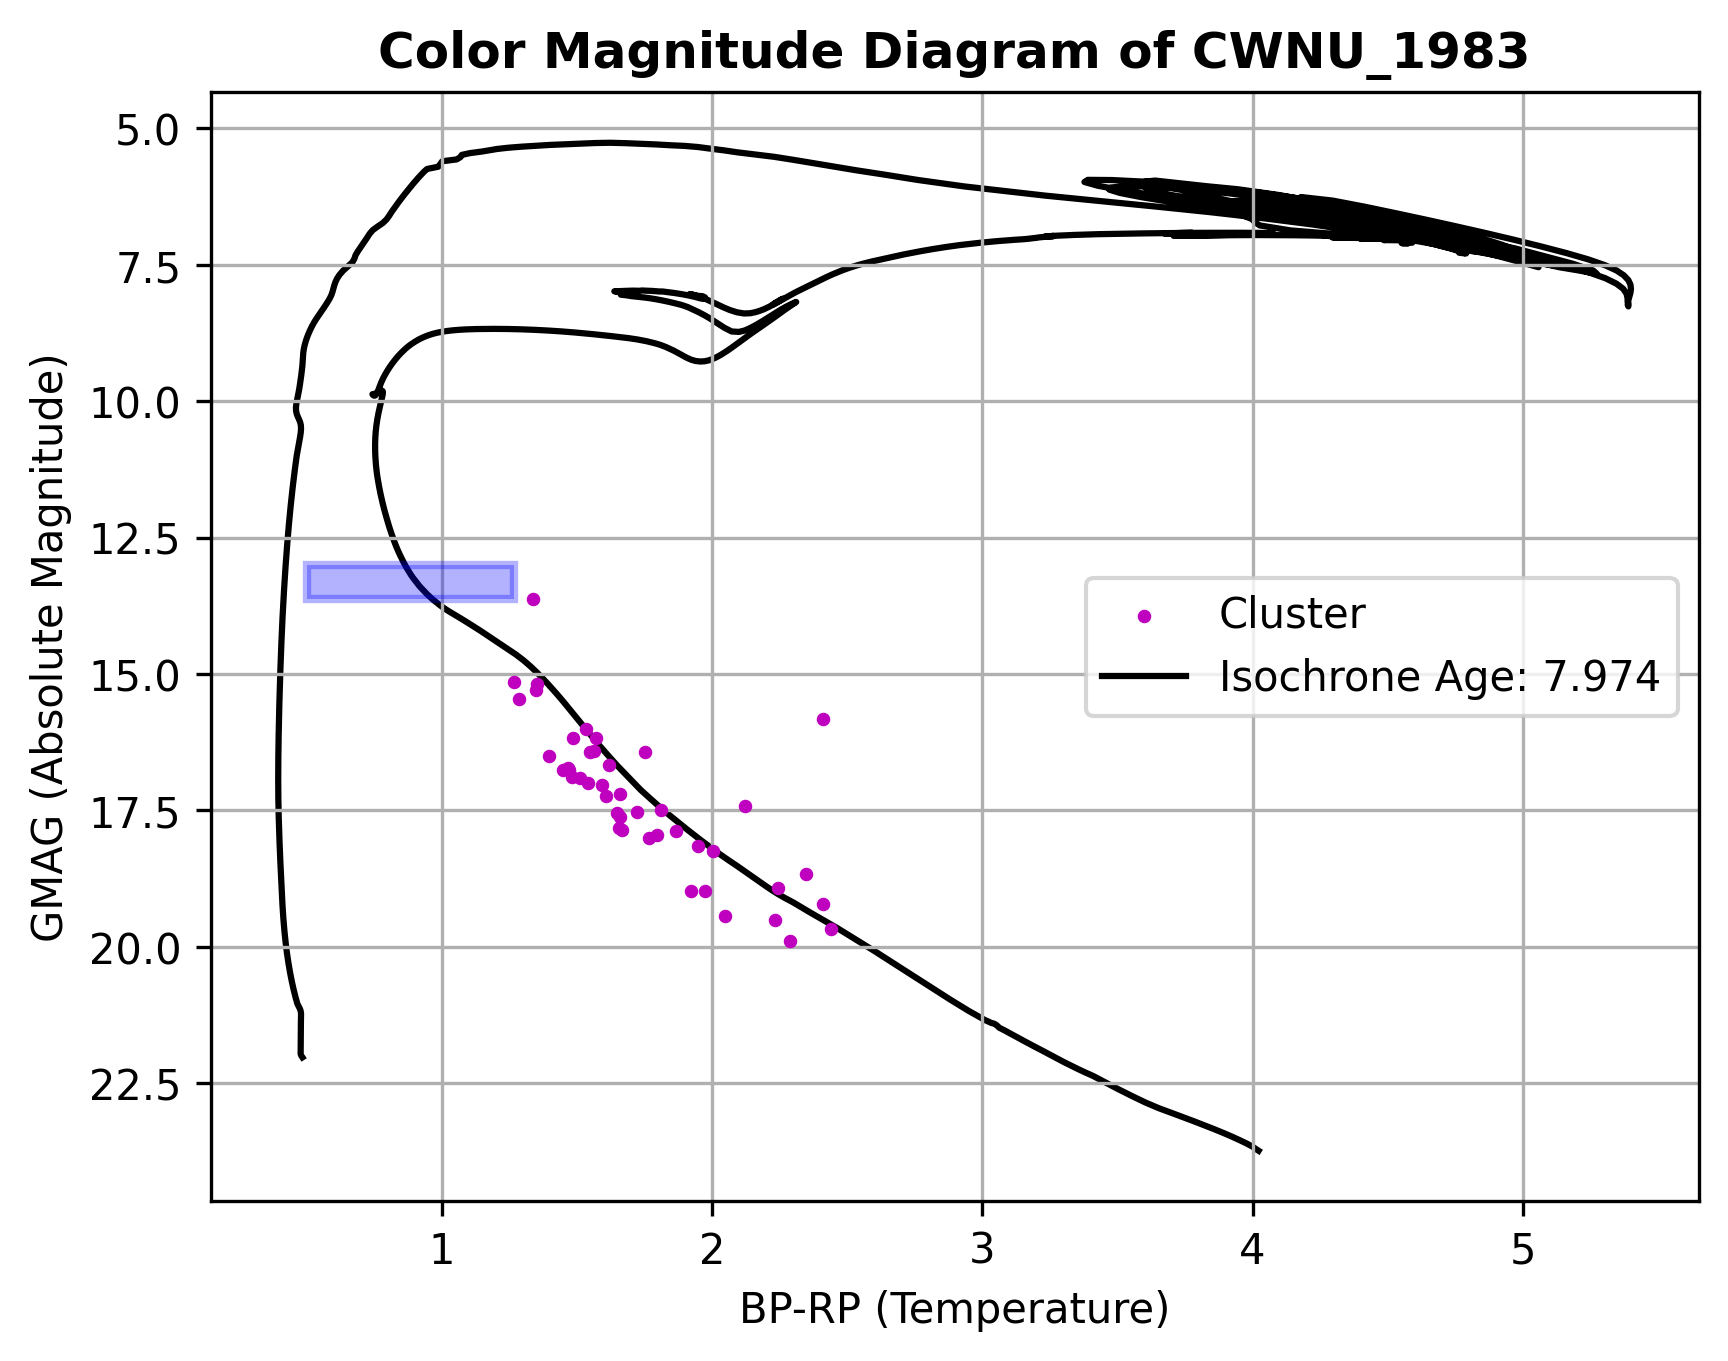 Color Magnitude Diagram of CWNU_1983
GMAG (Absolute Magnitude)
5.0
7.5
10.0
12.5
15.0
17.5
20.0
22.5
Cluster
Isochrone Age: 7.974
1 2 3 4 5
BP-RP (Temperature)